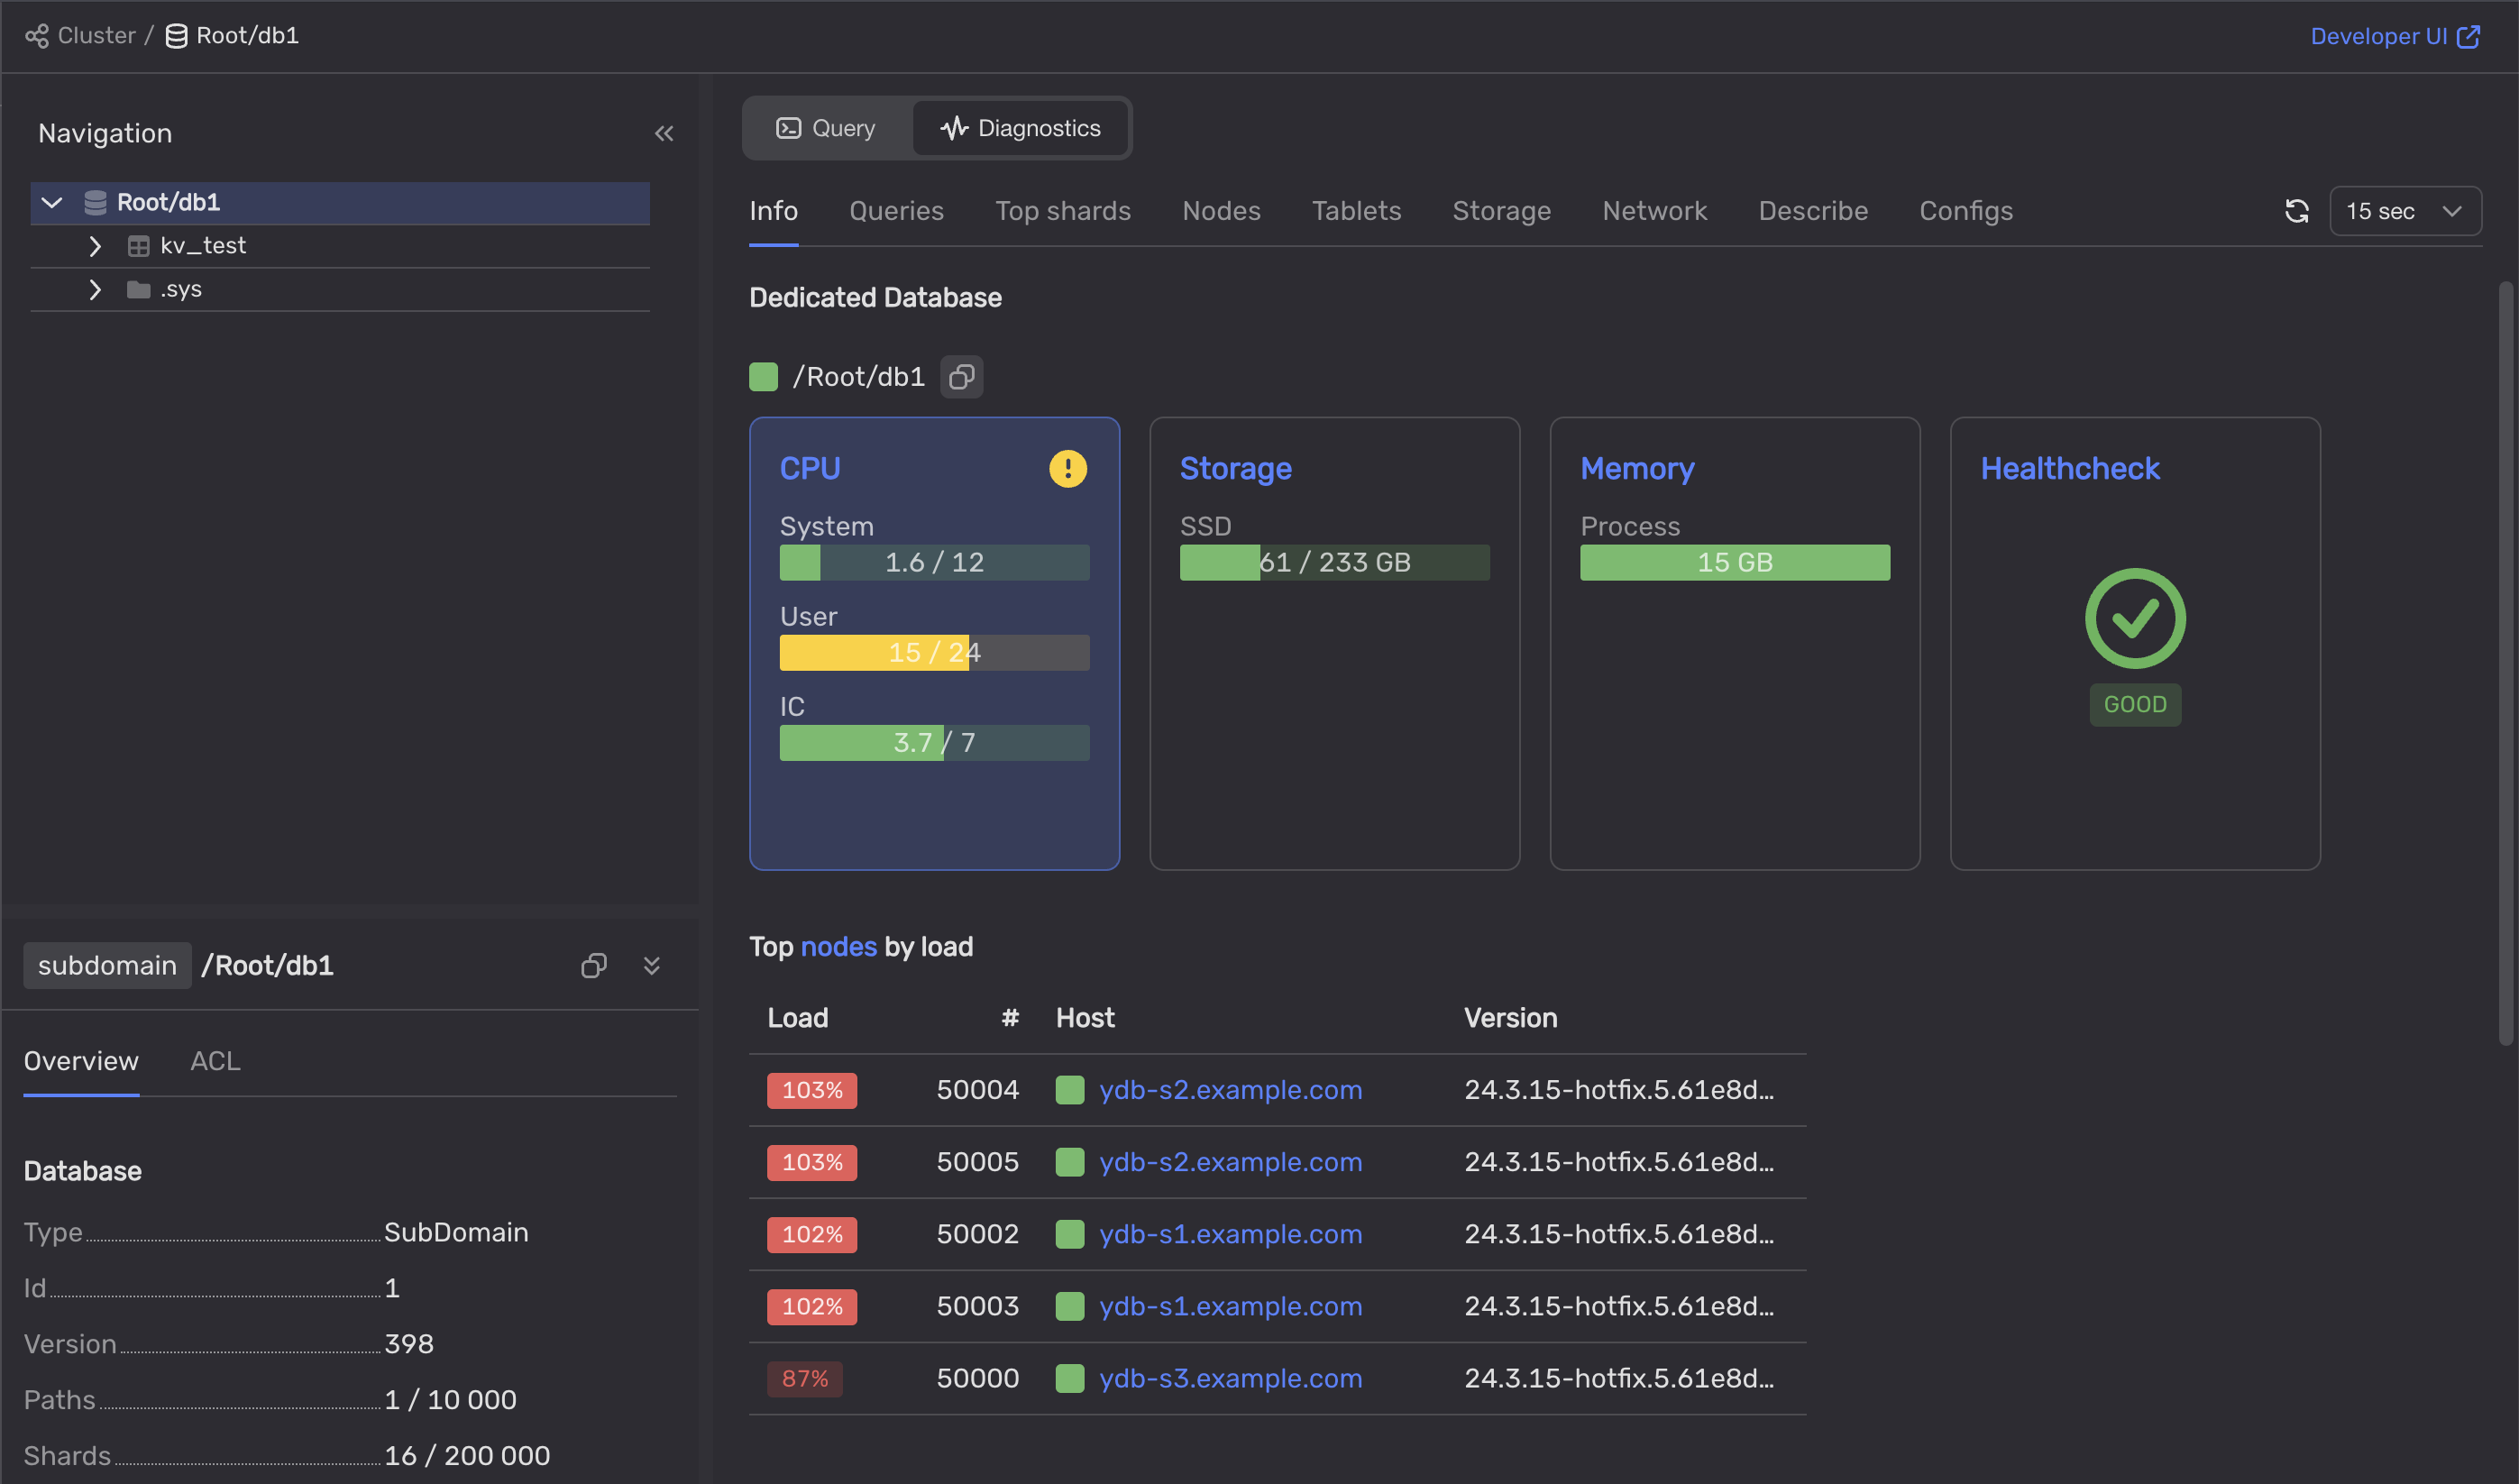 Cluster / Root/db1
Developer UI
Navigation
Root/db1
kv_test
.sys
subdomain /Root/db1
Overview ACL
Database
Type SubDomain
Id 1
Version 398
Paths 1 / 10 000
Shards 16 / 200 000
Query Diagnostics
Info Queries Top shards Nodes Tablets Storage Network Describe Configs 15 sec
Dedicated Database
/Root/db1
CPU
System
1.6 / 12
User
15 / 24
IC
3.7 / 7
Storage
SSD
61 / 233 GB
Memory
Process
15 GB
Healthcheck
GOOD
Top nodes by load
Load # Host Version
103% 50004 ydb-s2.example.com 24.3.15-hotfix.5.61e8d…
103% 50005 ydb-s2.example.com 24.3.15-hotfix.5.61e8d…
102% 50002 ydb-s1.example.com 24.3.15-hotfix.5.61e8d…
102% 50003 ydb-s1.example.com 24.3.15-hotfix.5.61e8d…
87% 50000 ydb-s3.example.com 24.3.15-hotfix.5.61e8d…